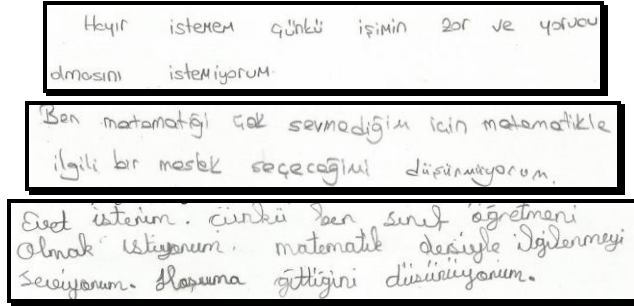 Hayır istemem çünkü işimin zor ve yorucu
olmasını istemiyorum.
Ben matematiği çok sevmediğim için matematikle
ilgili bir meslek seçeceğimi düşünmüyorum.
Evet isterim. Çünkü ben sınıf öğretmeni
olmak istiyorum. matematik dersiyle ilgilenmeyi
seviyorum. Hoşuma gittiğini düşünüyorum.